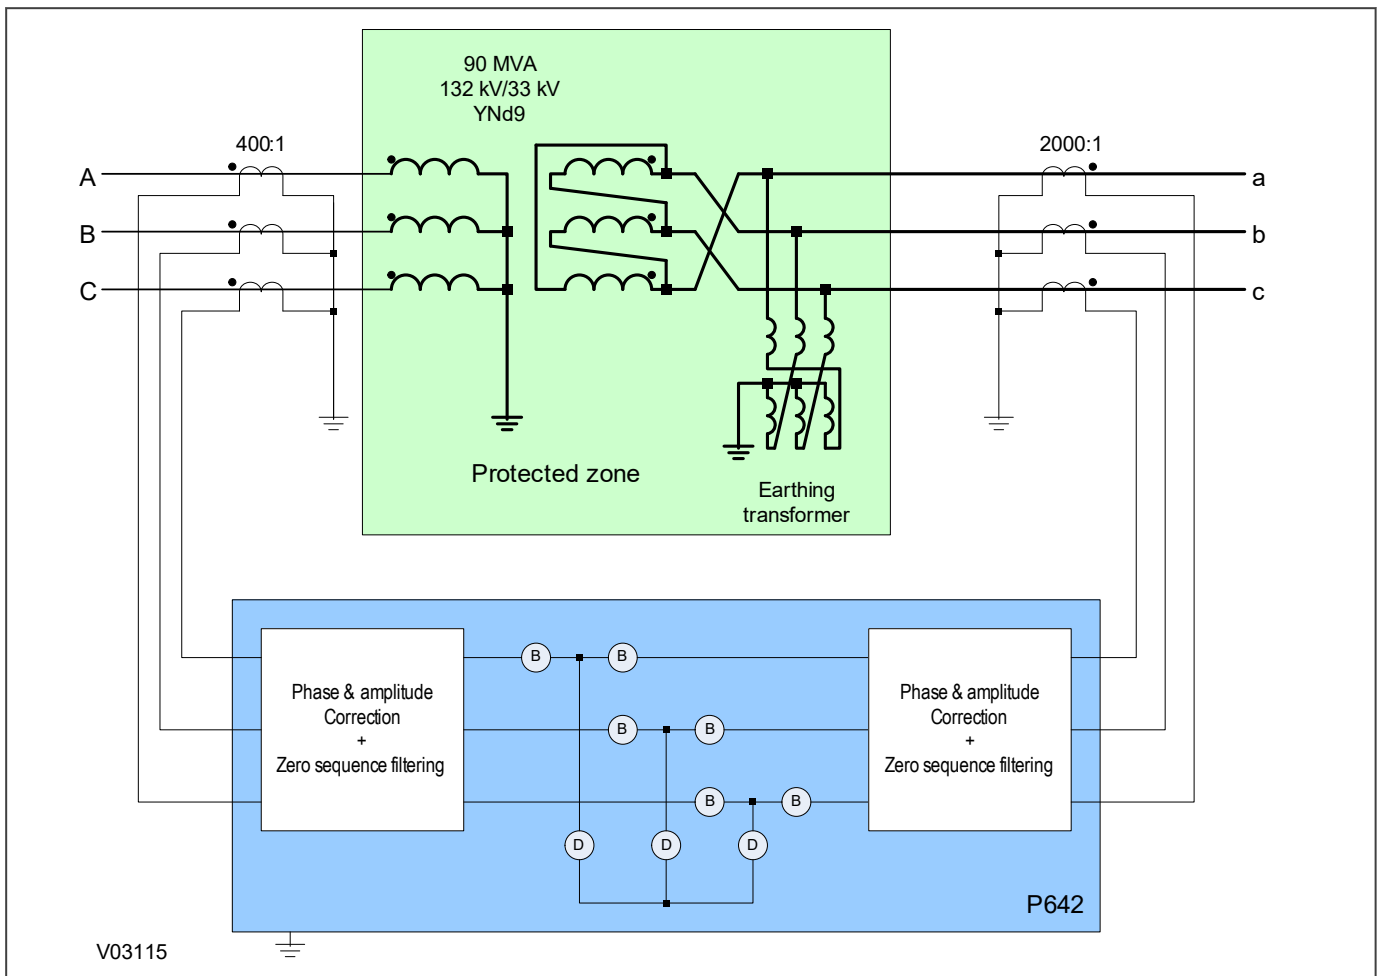 90 MVA
132 kV/33 kV
YNd9
400:1
2000:1
A
a
B
b
C
c
Protected zone
Earthing
transformer
B
B
Phase & amplitude
Correction
+
Zero sequence filtering
Phase & amplitude
Correction
+
Zero sequence filtering
B
B
B
B
D
D
D
P642
V03115